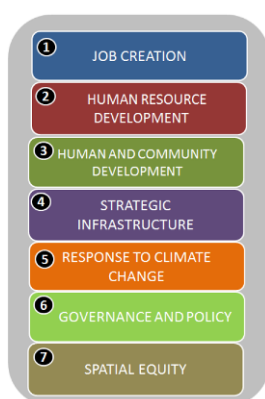 1
JOB CREATION
2
HUMAN RESOURCE
DEVELOPMENT
3
HUMAN AND COMMUNITY
DEVELOPMENT
4
STRATEGIC
INFRASTRUCTURE
5
RESPONSE TO CLIMATE
CHANGE
6
GOVERNANCE AND POLICY
7
SPATIAL EQUITY